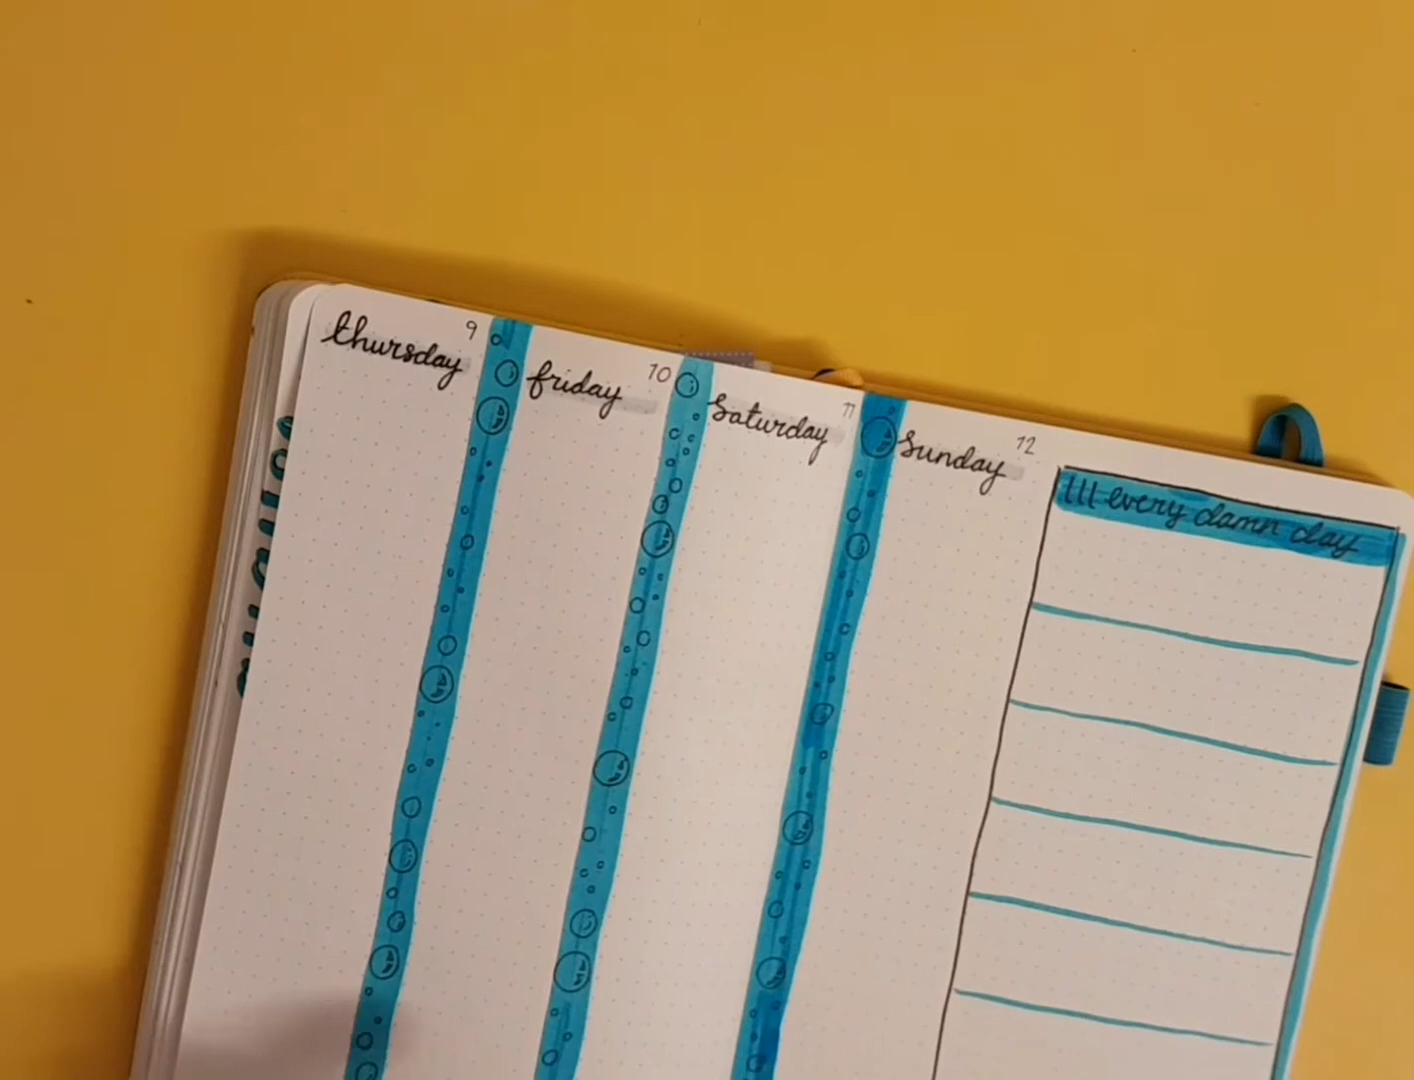 thursday 9
friday 10
saturday 11
sunday 12
every damn day